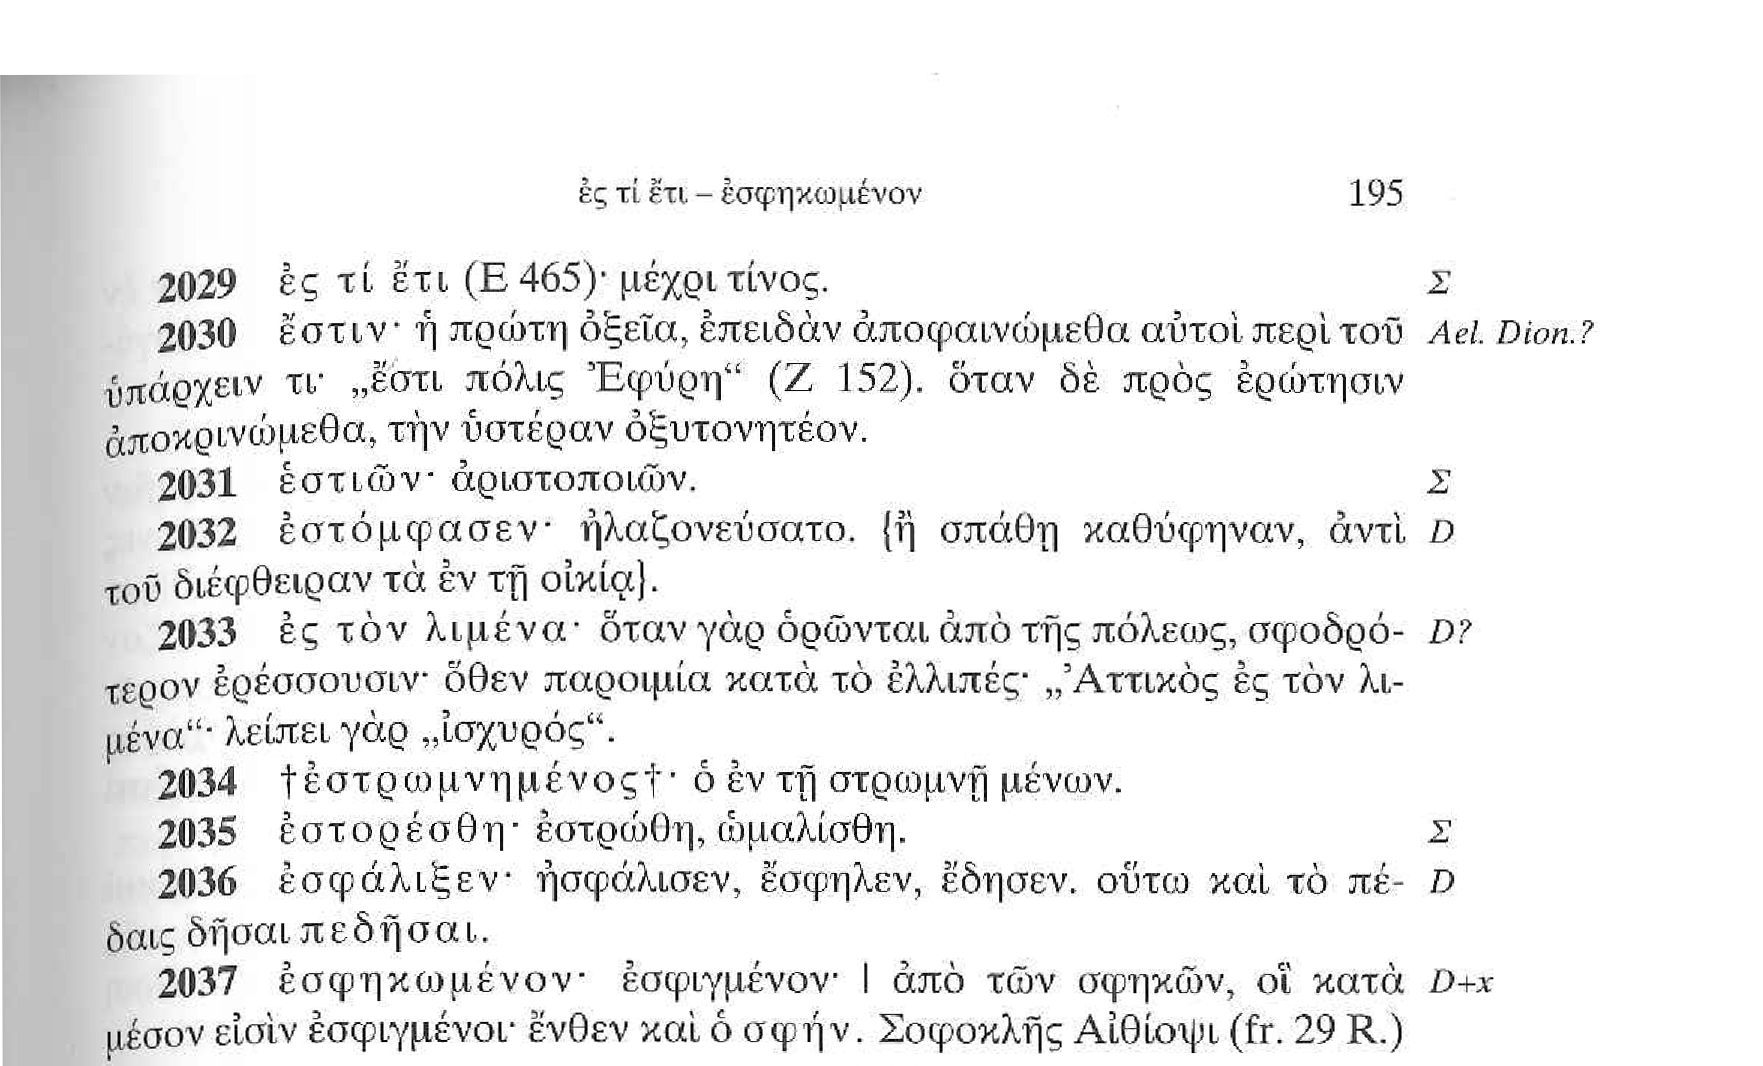 ἐς τί ἔτι – ἐσφηκωμένον 195
2029 ἐς τί ἔτι (Ε 465)· μέχρι τίνος. Σ
2030 ἔστιν· ἡ πρώτη ὀξεῖα, ἐπειδὰν ἀποφαινώμεθα αὐτοὶ περὶ τοῦ Ael. Dion.?
ὑπάρχειν τι· „ἔστι πόλις Ἐφύρη“ (Ζ 152). ὅταν δὲ πρὸς ἐρώτησιν
ἀποκρινώμεθα, τὴν ὑστέραν ὀξυτονητέον.
2031 ἑστιῶν· ἀριστοποιῶν. Σ
2032 ἐστόμφασεν· ἠλαζονεύσατο. {ἢ σπάθῃ καθύφηναν, ἀντὶ D
τοῦ διέφθειραν τὰ ἐν τῇ οἰκίᾳ}.
2033 ἐς τὸν λιμένα· ὅταν γὰρ ὁρῶνται ἀπὸ τῆς πόλεως, σφοδρό- D?
τερον ἐρέσσουσιν· ὅθεν παροιμία κατὰ τὸ ἐλλιπές· „Ἀττικὸς ἐς τὸν λι-
μένα“· λείπει γὰρ „ἰσχυρός“.
2034 †ἐστρωμνημένος†· ὁ ἐν τῇ στρωμνῇ μένων.
2035 ἐστορέσθη· ἐστρώθη, ὡμαλίσθη. Σ
2036 ἐσφάλιξεν· ἠσφάλισεν, ἔσφηλεν, ἔδησεν. οὕτω καὶ τὸ πέ- D
δαις δῆσαι πεδῆσαι.
2037 ἐσφηκωμένον· ἐσφιγμένον· | ἀπὸ τῶν σφηκῶν, οἳ κατὰ D+x
μέσον εἰσὶν ἐσφιγμένοι· ἔνθεν καὶ ὁ σφήν. Σοφοκλῆς Αἰθίοψι (fr. 29 R.)